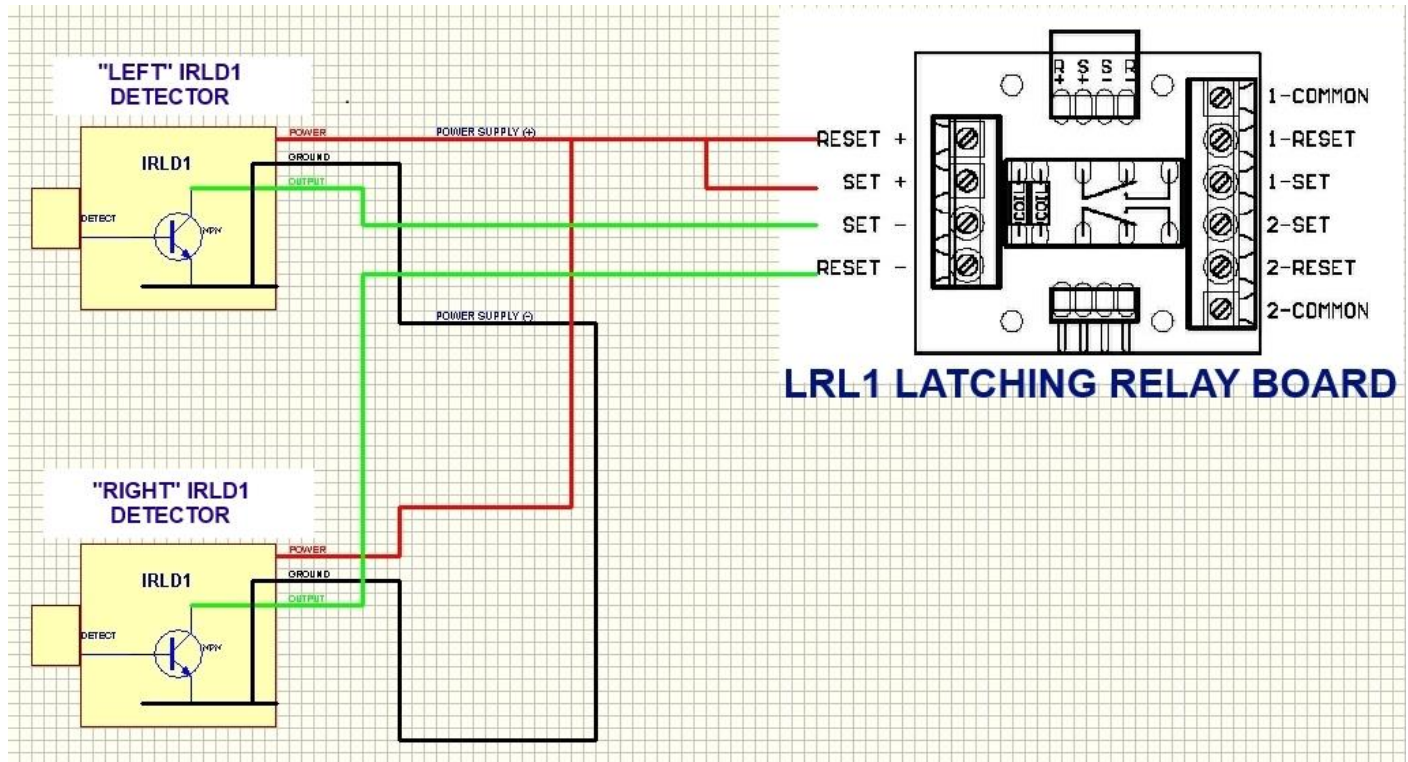 "LEFT" IRLD1
DETECTOR
POWER
POWER SUPPLY (+)
IRLD1
GROUND
OUTPUT
DETECT
NPN
POWER SUPPLY (-)
"RIGHT" IRLD1
DETECTOR
POWER
IRLD1
GROUND
OUTPUT
DETECT
NPN
R S S R
+ + - -
RESET +
SET +
SET -
RESET -
COIL
COIL
1-COMMON
1-RESET
1-SET
2-SET
2-RESET
2-COMMON
LRL1 LATCHING RELAY BOARD